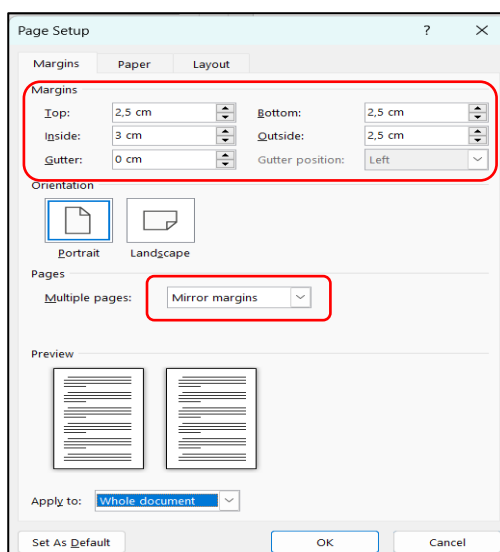 Page Setup ? ×
Margins Paper Layout
Margins
Top: 2,5 cm Bottom: 2,5 cm
Inside: 3 cm Outside: 2,5 cm
Gutter: 0 cm Gutter position: Left
Orientation
Portrait Landscape
Pages
Multiple pages: Mirror margins
Preview
Apply to: Whole document
Set As Default OK Cancel